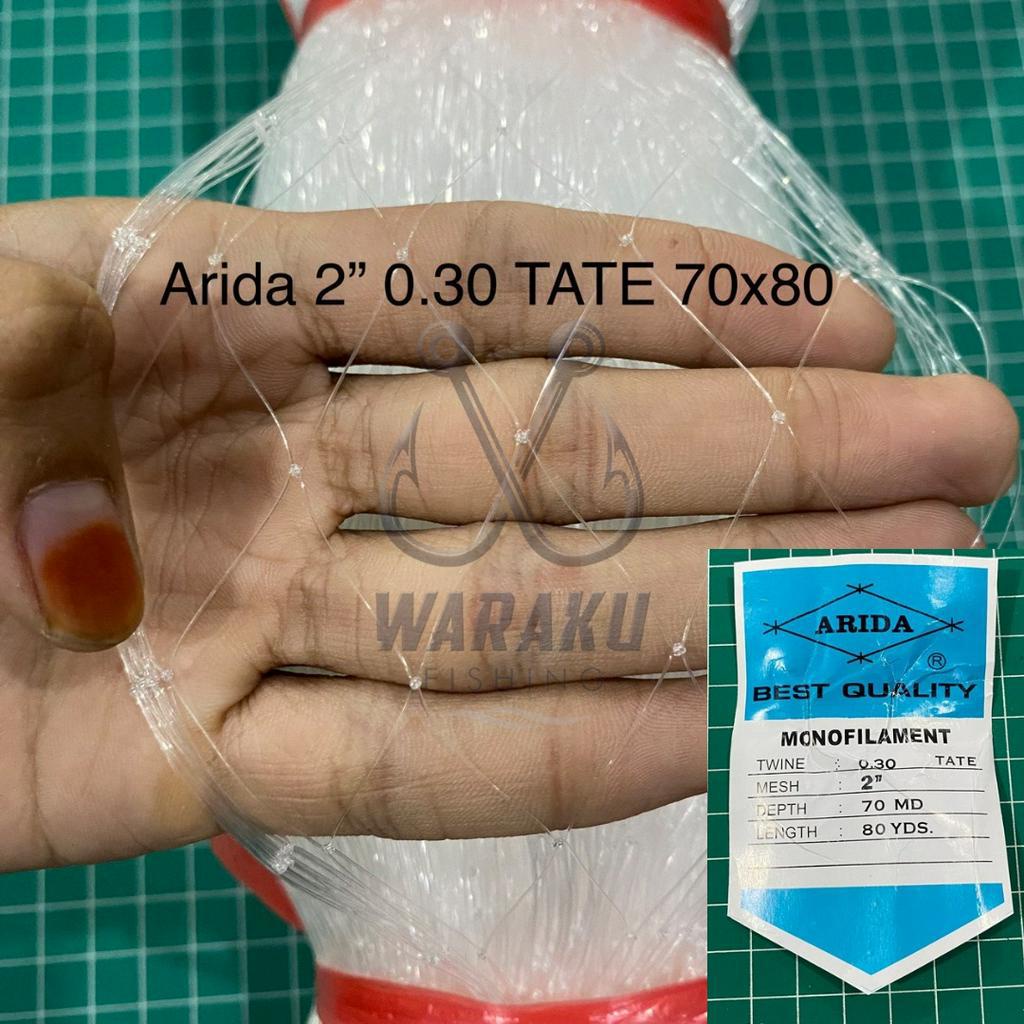 Arida 2” 0.30 TATE 70x80
WARAKU
FISHING
ARIDA
®
BEST QUALITY
MONOFILAMENT
TWINE : 0.30 TATE
MESH : 2”
DEPTH : 70 MD
LENGTH : 80 YDS.